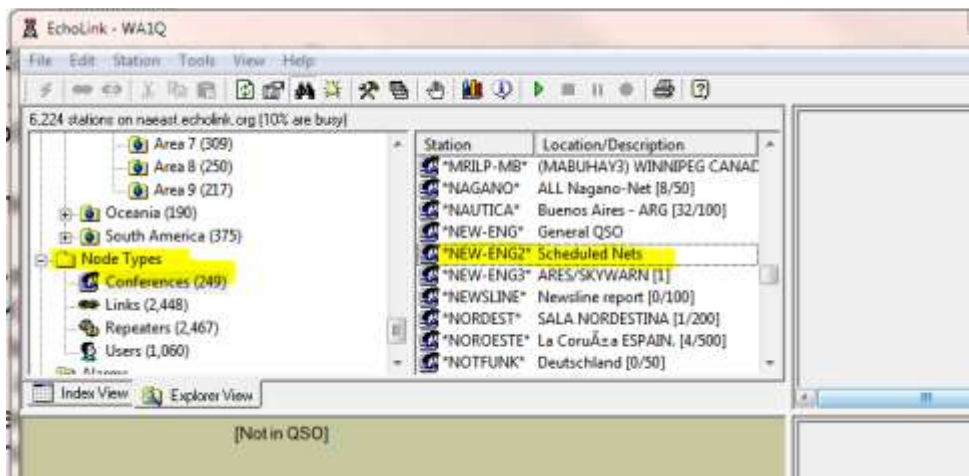 EchoLink - WA1Q
File Edit Station Tools View Help
6,224 stations on naeast.echolink.org (10% are busy)
Area 7 (309)
Area 8 (250)
Area 9 (217)
Oceania (190)
South America (375)
Node Types
Conferences (249)
Links (2,448)
Repeaters (2,467)
Users (1,060)
Alarms
Station Location/Description
*MRILP-MB* (MABUHAY3) WINNIPEG CANAD
*NAGANO* ALL Nagano-Net [8/50]
*NAUTICA* Buenos Aires - ARG [32/100]
*NEW-ENG* General QSO
*NEW-ENG2* Scheduled Nets
*NEW-ENG3* ARES/SKYWARN [1]
*NEWSLINE* Newsline report [0/100]
*NORDEST* SALA NORDESTINA [1/200]
*NOROESTE* La CoruÃ±a ESPAIN. [4/500]
*NOTFUNK* Deutschland [0/50]
Index View Explorer View
[Not in QSO]